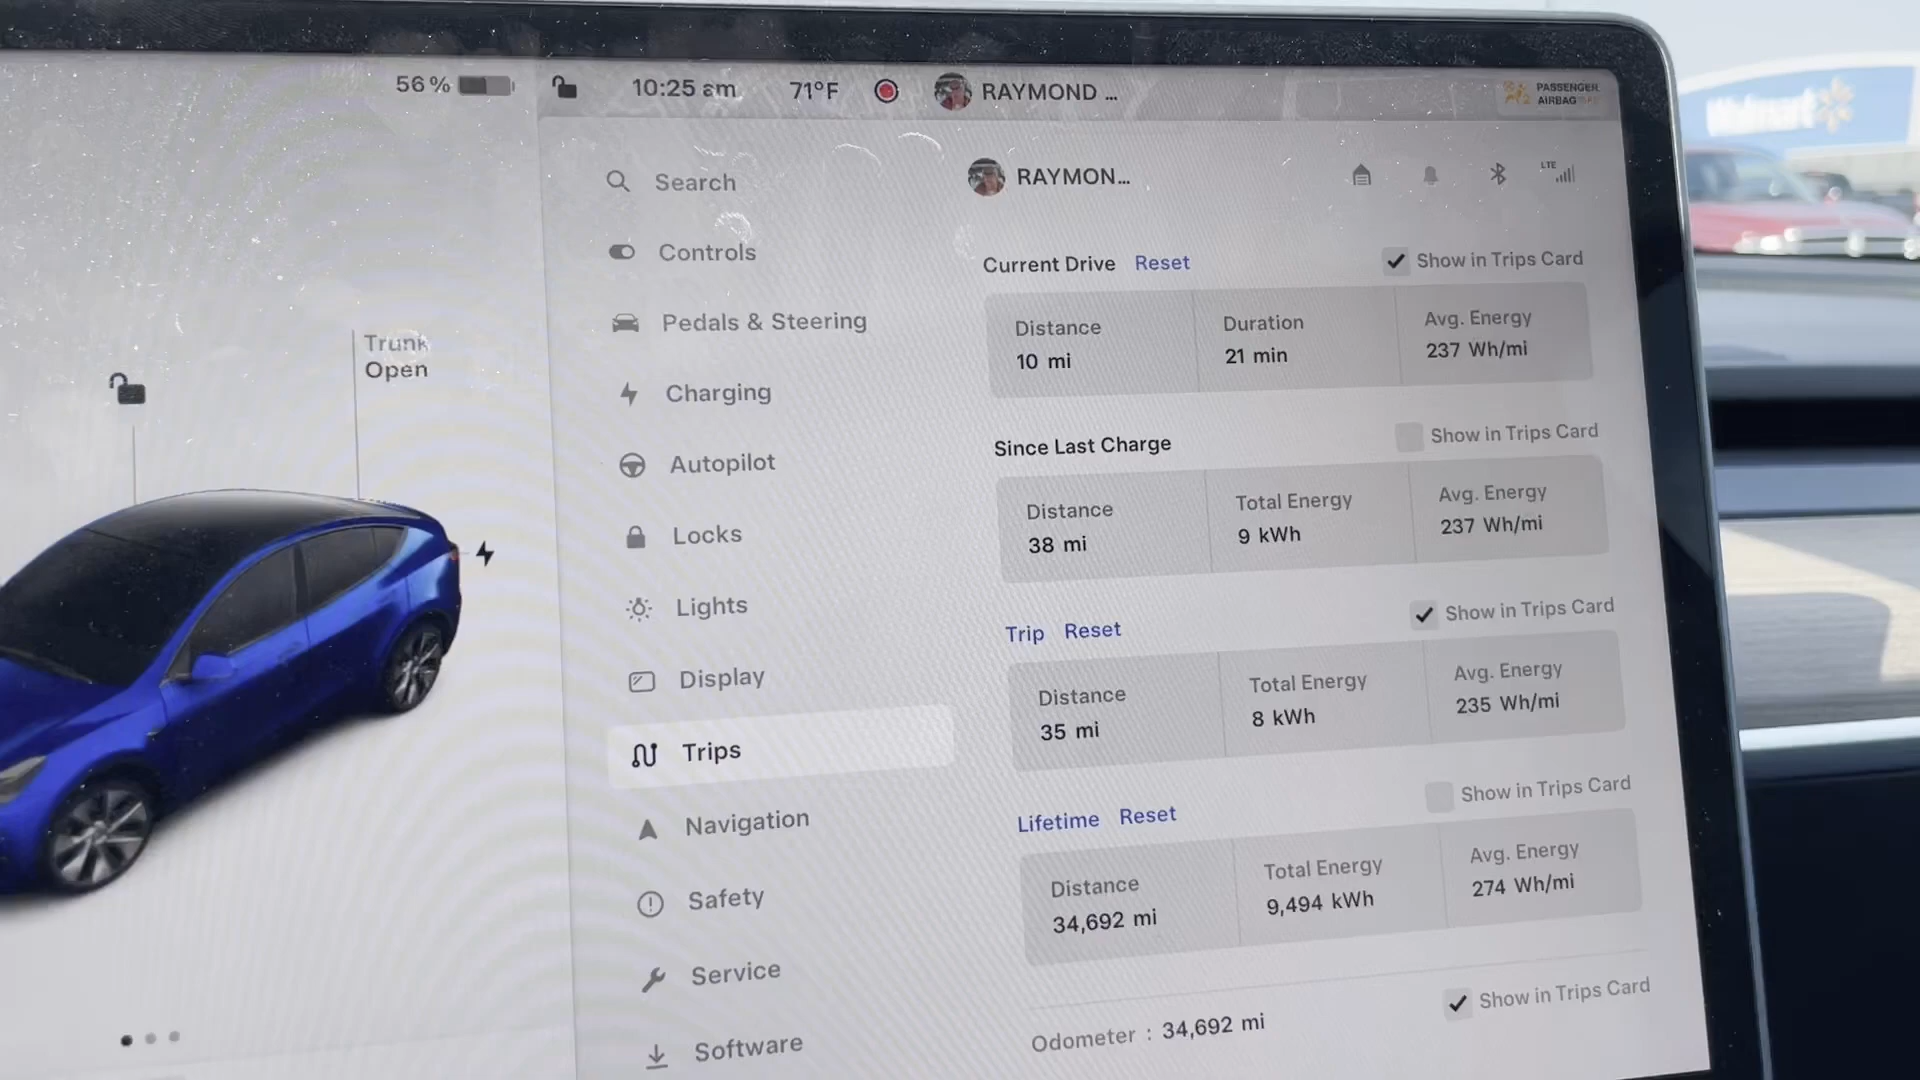 56%
10:25 am
71°F
RAYMOND ...
PASSENGER
AIRBAG
Walmart
Trunk
Open
Search
Controls
Pedals & Steering
Charging
Autopilot
Locks
Lights
Display
Trips
Navigation
Safety
Service
Software
RAYMON...
LTE
Current Drive Reset
Show in Trips Card
Distance
10 mi
Duration
21 min
Avg. Energy
237 Wh/mi
Since Last Charge
Show in Trips Card
Distance
38 mi
Total Energy
9 kWh
Avg. Energy
237 Wh/mi
Trip Reset
Show in Trips Card
Distance
35 mi
Total Energy
8 kWh
Avg. Energy
235 Wh/mi
Lifetime Reset
Show in Trips Card
Distance
34,692 mi
Total Energy
9,494 kWh
Avg. Energy
274 Wh/mi
Odometer : 34,692 mi
Show in Trips Card